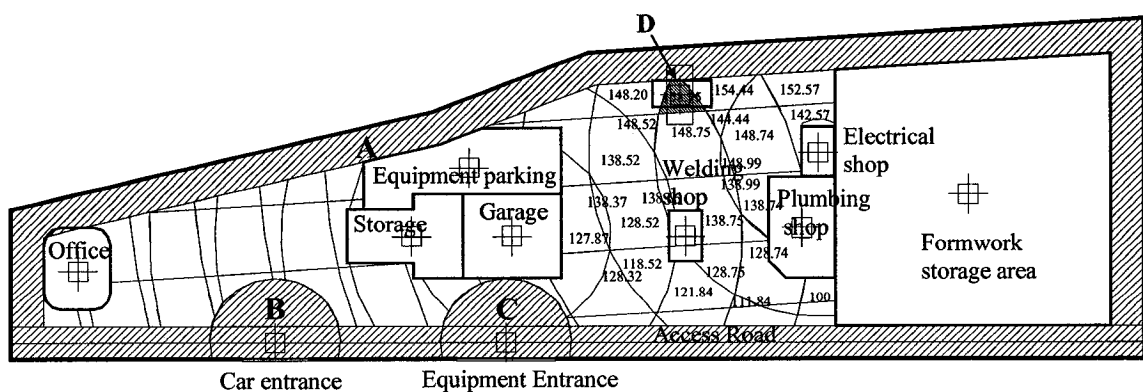 D
148.20
154.44
152.57
148.52
148.75
144.44
148.74
142.57
Electrical
shop
A
Equipment parking
138.52
Welding
shop
148.99
138.99
138.37
128.52
138.75
138.74
Plumbing
shop
Storage
Garage
Office
127.87
118.52
128.32
128.75
128.74
121.84
111.84
100
Formwork
storage area
B
C
Access Road
Car entrance
Equipment Entrance